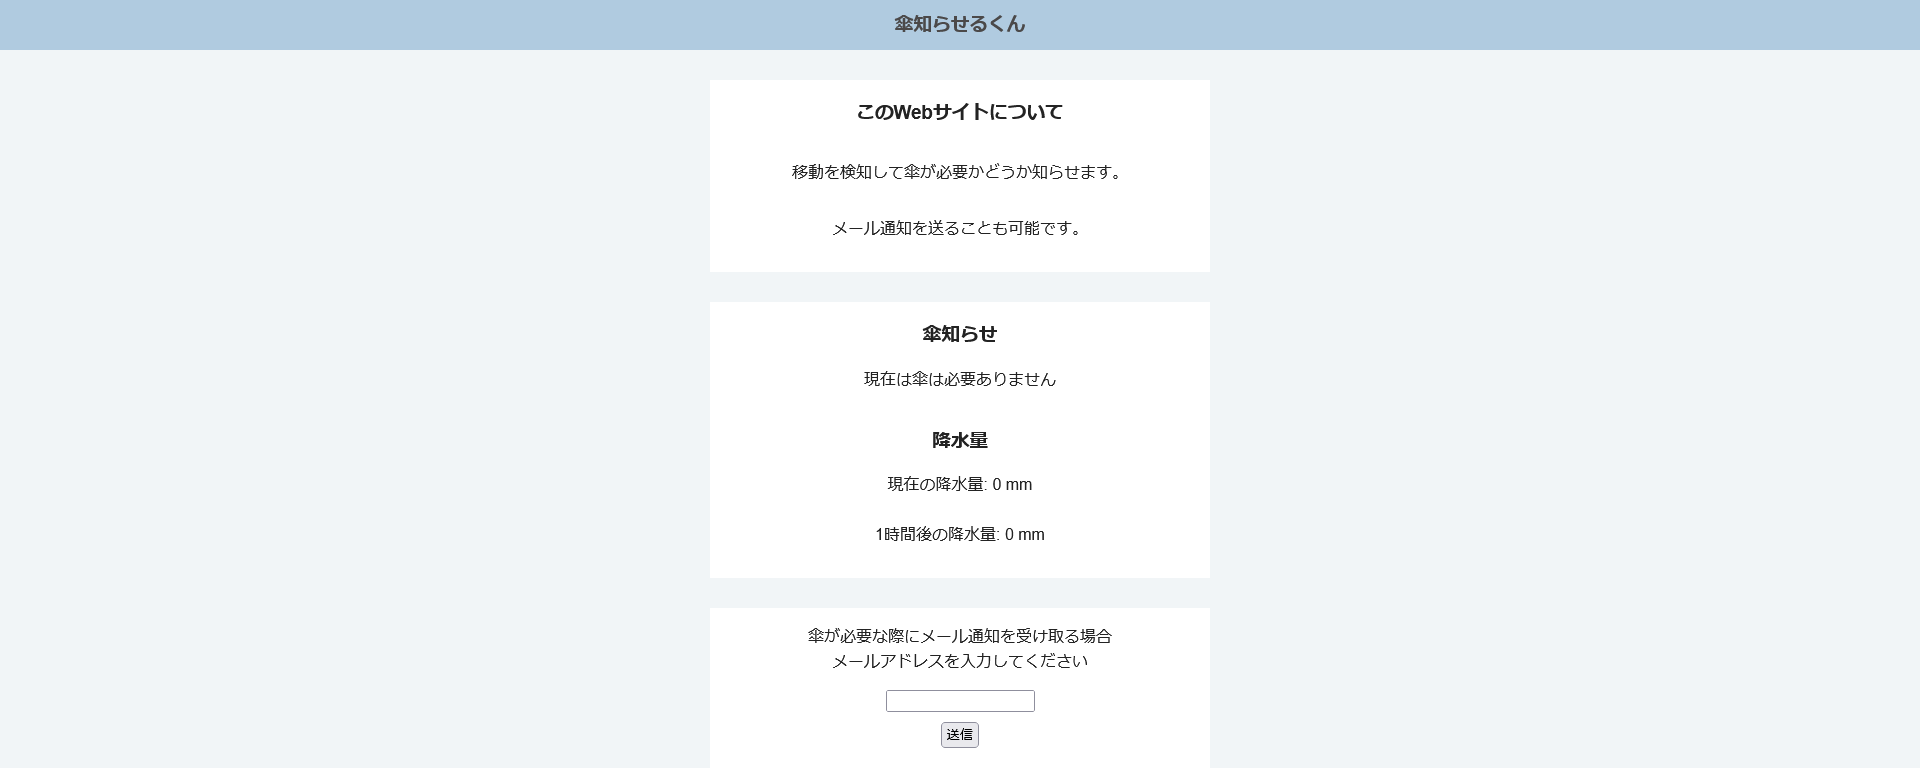 傘知らせるくん
このWebサイトについて
移動を検知して傘が必要かどうか知らせます。
メール通知を送ることも可能です。
傘知らせ
現在は傘は必要ありません
降水量
現在の降水量: 0 mm
1時間後の降水量: 0 mm
傘が必要な際にメール通知を受け取る場合
メールアドレスを入力してください
送信